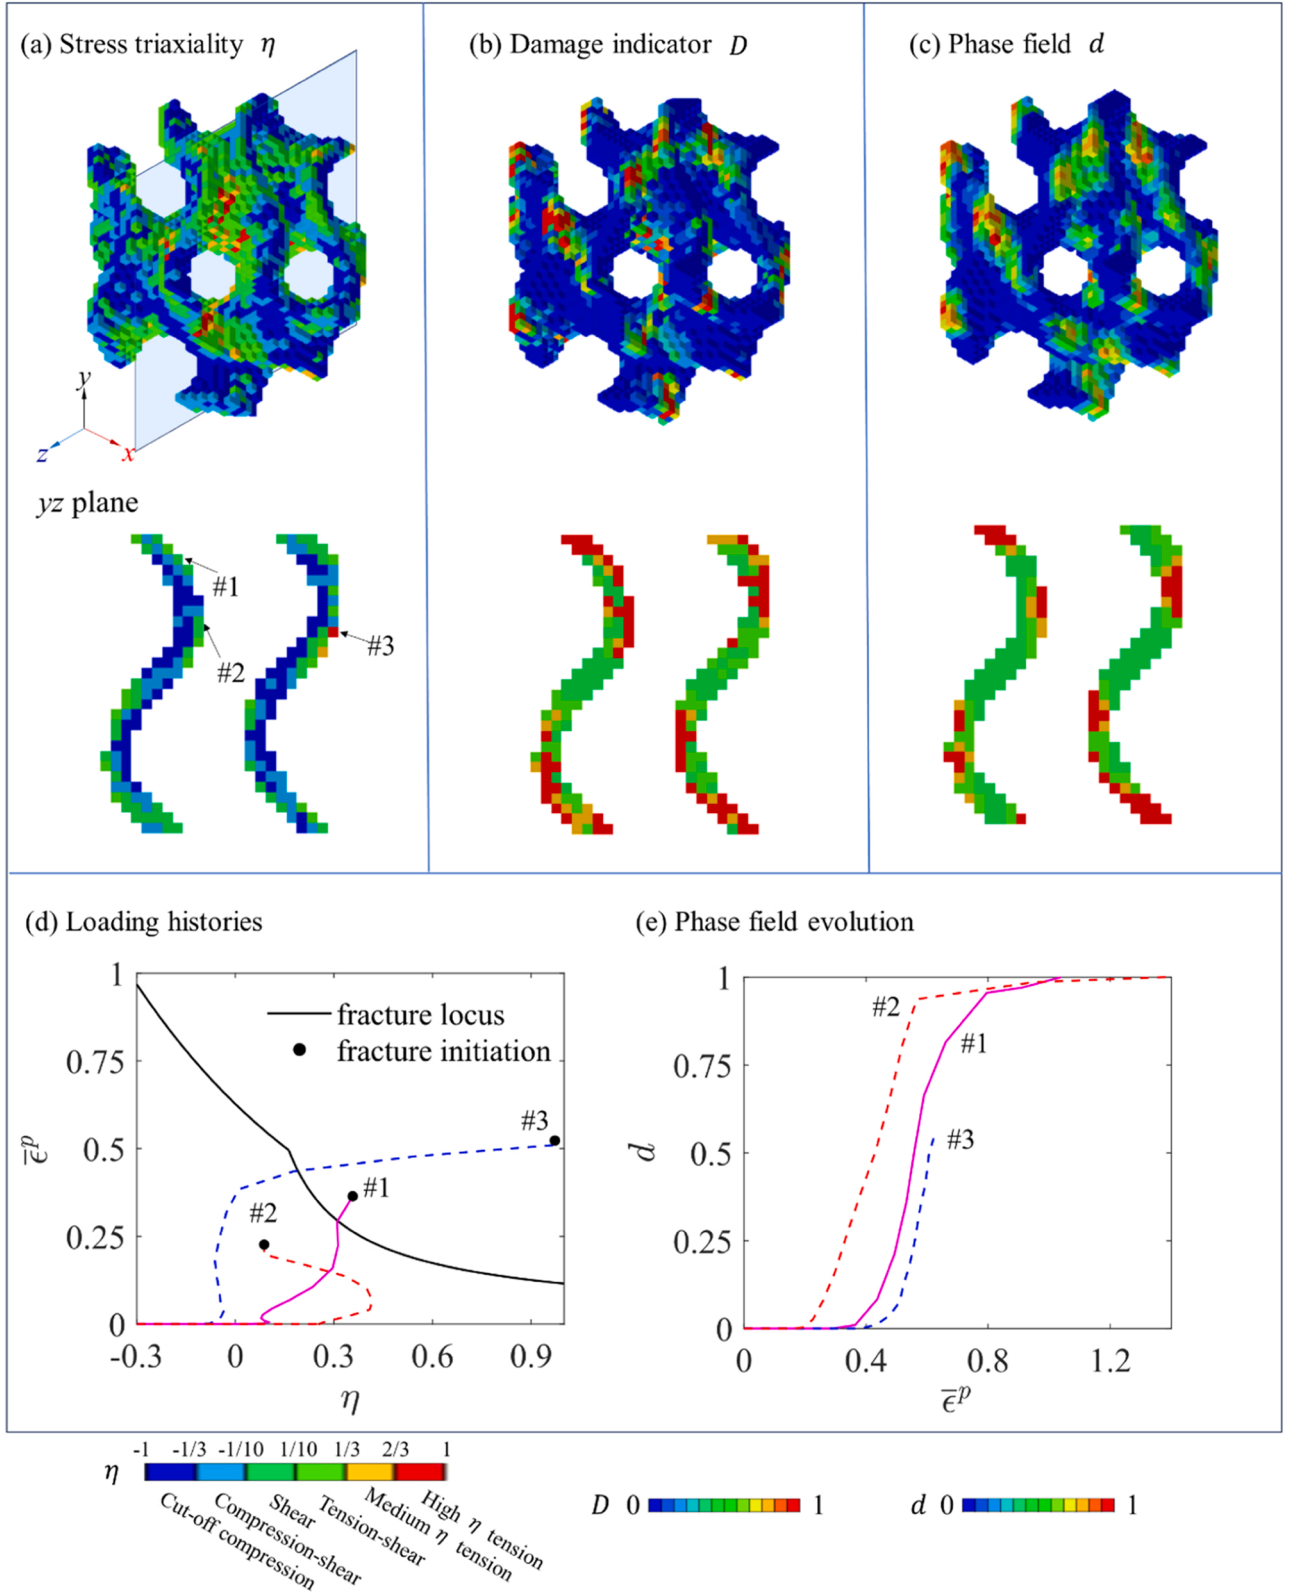 (a) Stress triaxiality η
(b) Damage indicator D
(c) Phase field d
y
z
x
yz plane
#1
#2
#3
(d) Loading histories
(e) Phase field evolution
1
0.75
0.5
0.25
0
ε̅ᵖ
fracture locus
fracture initiation
#3
#1
#2
-0.3 0 0.3 0.6 0.9
η
1
0.75
0.5
0.25
0
d
#2
#1
#3
0 0.4 0.8 1.2
ε̅ᵖ
-1 -1/3 -1/10 1/10 1/3 2/3 1
η
Cut-off compression
Compression-shear
Shear
Tension-shear
Medium η tension
High η tension
D 0 1
d 0 1